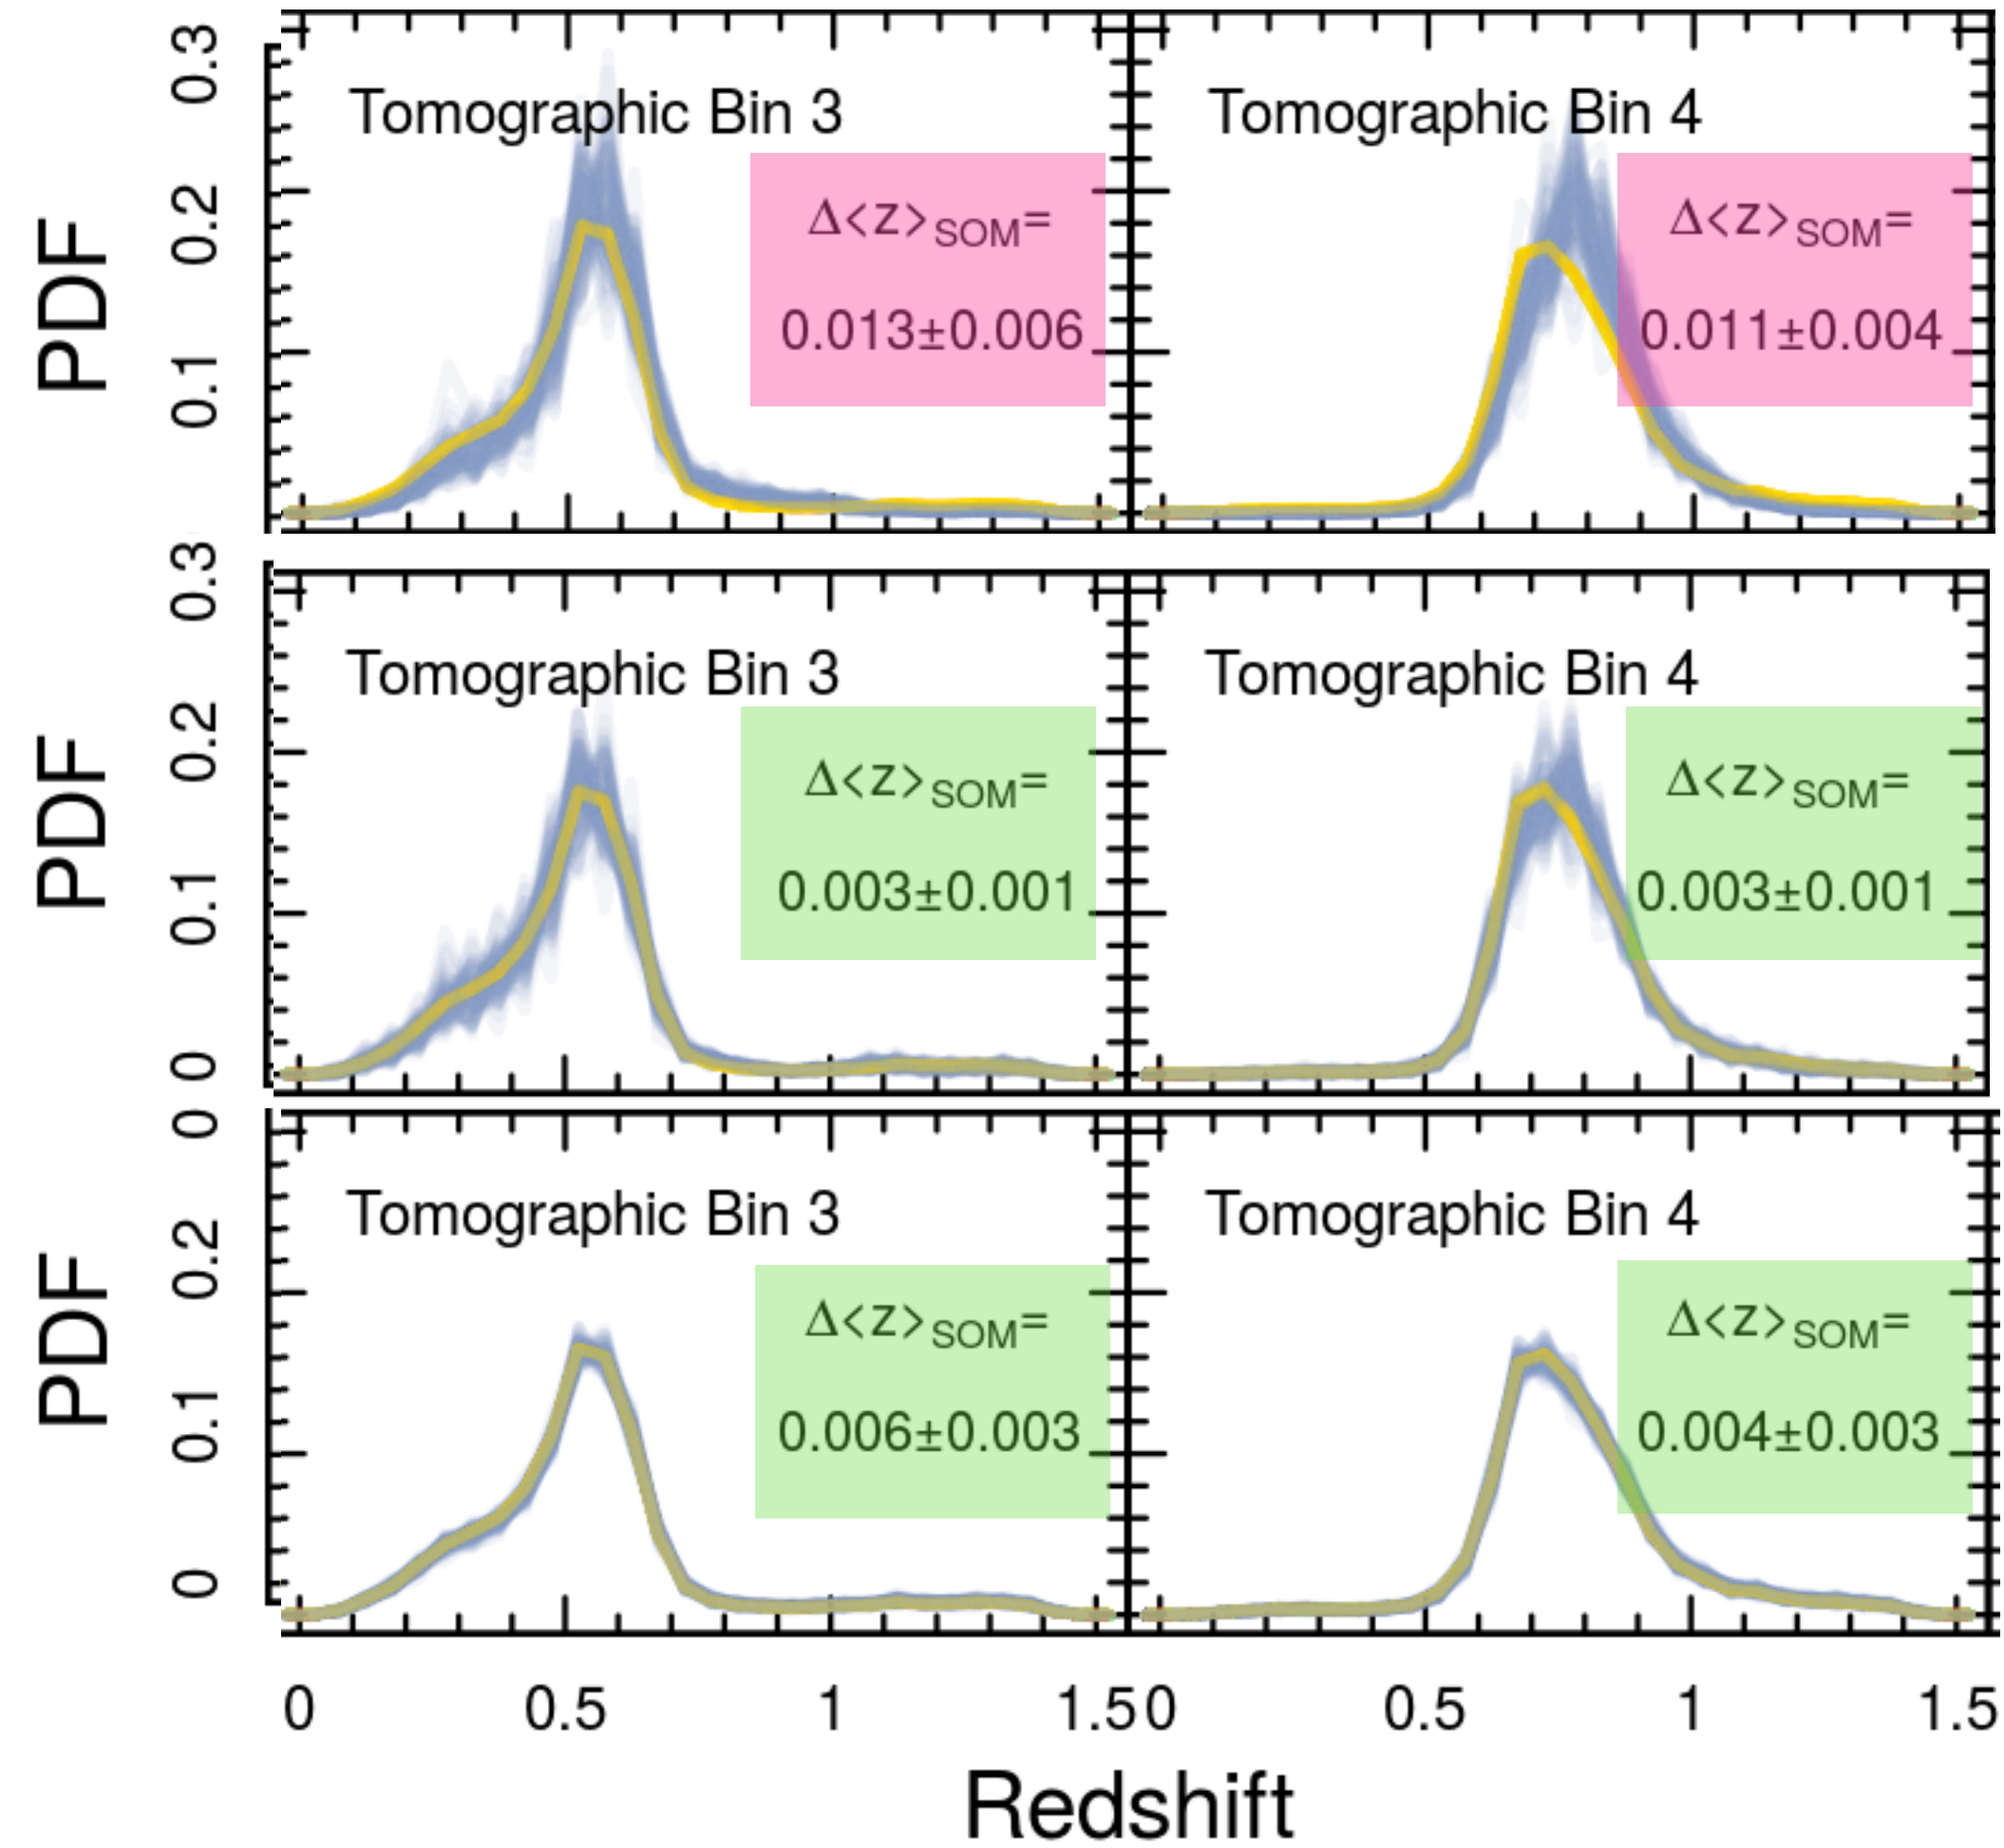 PDF
0.3
0.2
0.1
Tomographic Bin 3
Δ<z>SOM=
0.013±0.006
Tomographic Bin 4
Δ<z>SOM=
0.011±0.004
PDF
0.3
0.2
0.1
0
Tomographic Bin 3
Δ<z>SOM=
0.003±0.001
Tomographic Bin 4
Δ<z>SOM=
0.003±0.001
PDF
0
0.2
0.1
0
Tomographic Bin 3
Δ<z>SOM=
0.006±0.003
Tomographic Bin 4
Δ<z>SOM=
0.004±0.003
0 0.5 1 1.5 0 0.5 1 1.5
Redshift